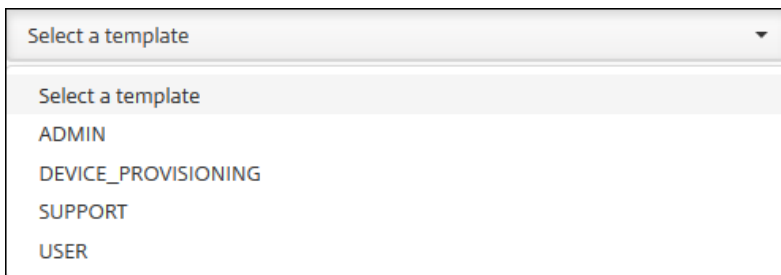 Select a template
Select a template
ADMIN
DEVICE_PROVISIONING
SUPPORT
USER